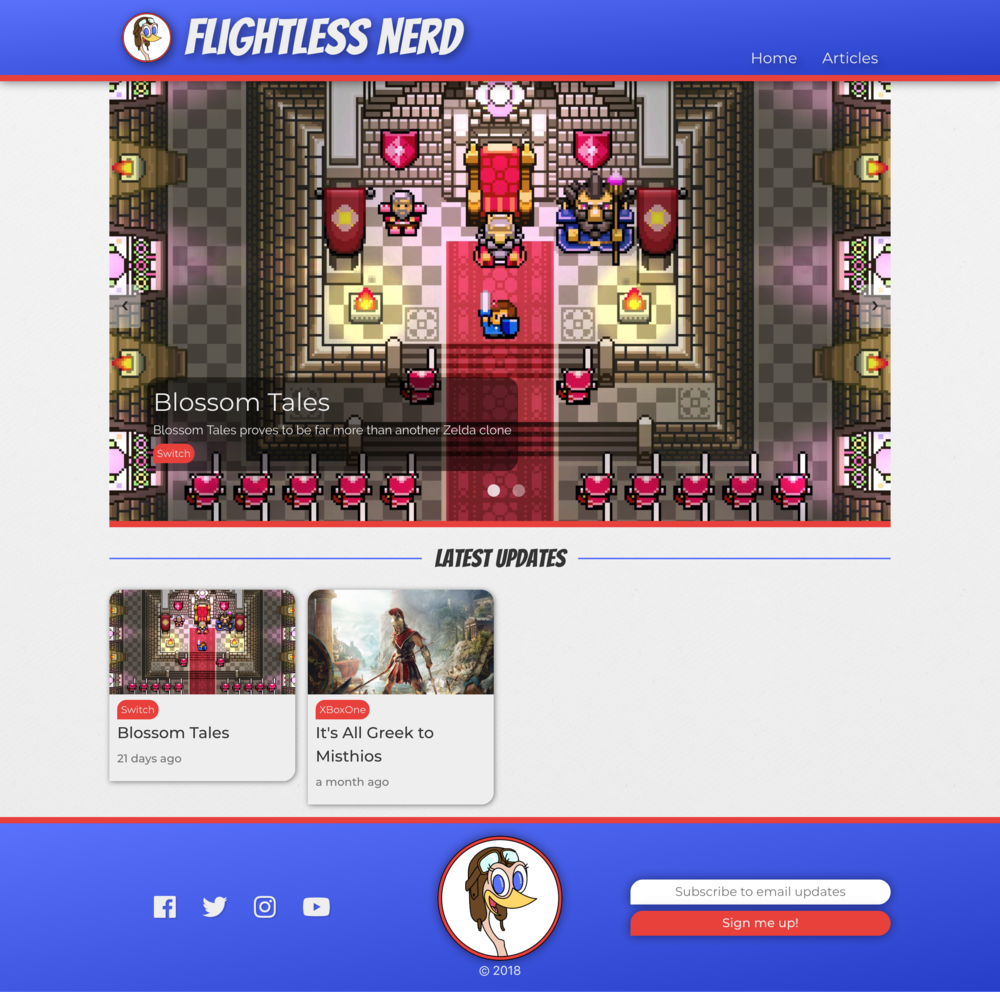 FLIGHTLESS NERD
Home Articles
Blossom Tales
Blossom Tales proves to be far more than another Zelda clone
Switch
LATEST UPDATES
Switch
Blossom Tales
21 days ago
XBoxOne
It's All Greek to
Misthios
a month ago
Subscribe to email updates
Sign me up!
© 2018